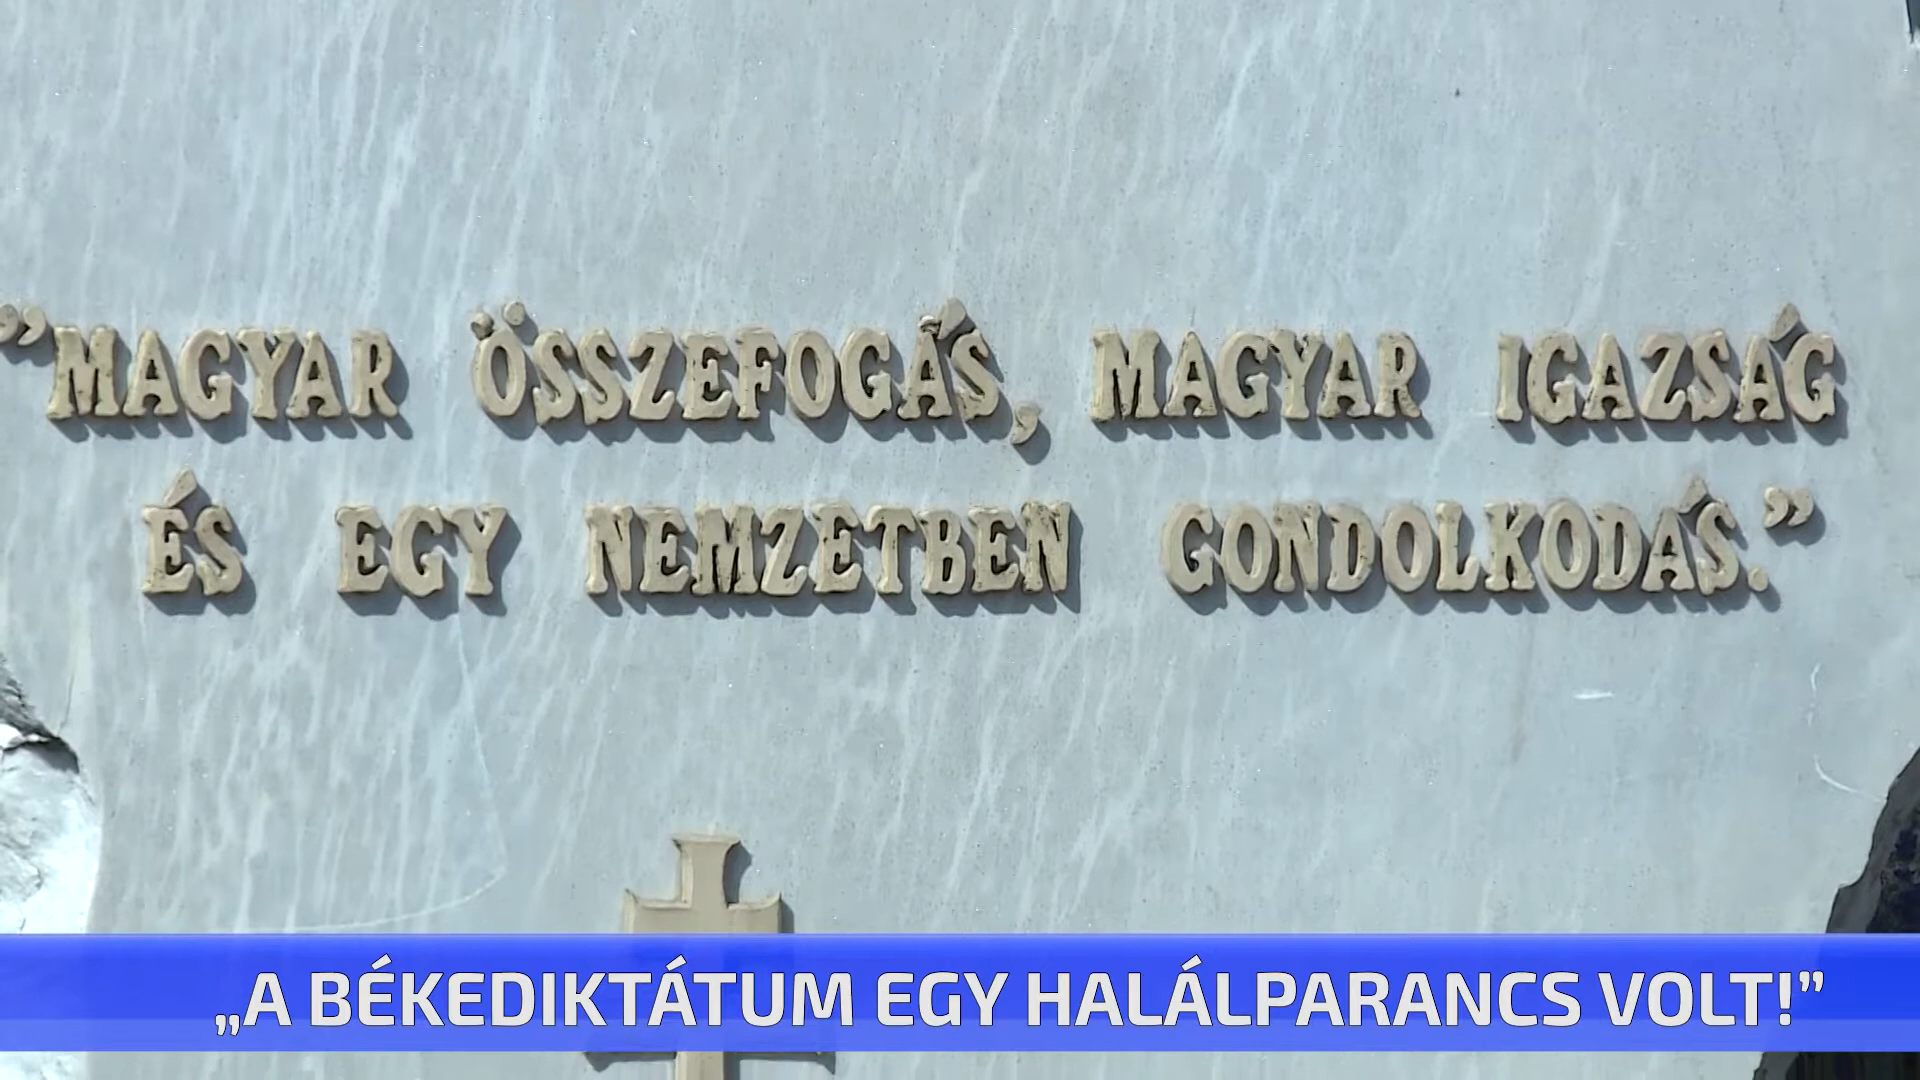 ”MAGYAR ÖSSZEFOGÁS, MAGYAR IGAZSÁG
ÉS EGY NEMZETBEN GONDOLKODÁS.”
„A BÉKEDIKTÁTUM EGY HALÁLPARANCS VOLT!”